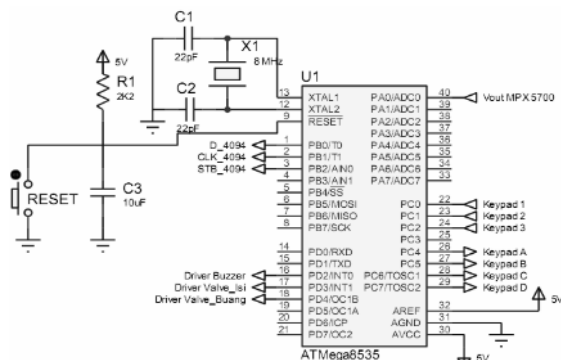 C1
22pF
X1
8 MHz
C2
22pF
5V
R1
2K2
RESET
C3
10uF
U1
13 XTAL1 PA0/ADC0 40 Vout MPX 5700
12 XTAL2 PA1/ADC1 39
9 RESET PA2/ADC2 38
PA3/ADC3 37
D_4094 1 PB0/T0 PA4/ADC4 36
CLK_4094 2 PB1/T1 PA5/ADC5 35
STB_4094 3 PB2/AIN0 PA6/ADC6 34
4 PB3/AIN1 PA7/ADC7 33
5 PB4/SS
6 PB5/MOSI PC0 22 Keypad 1
7 PB6/MISO PC1 23 Keypad 2
8 PB7/SCK PC2 24 Keypad 3
PC3 25
14 PD0/RXD PC4 26 Keypad A
15 PD1/TXD PC5 27 Keypad B
Driver Buzzer 16 PD2/INT0 PC6/TOSC1 28 Keypad C
Driver Valve_Isi 17 PD3/INT1 PC7/TOSC2 29 Keypad D
Driver Valve_Buang 18 PD4/OC1B
19 PD5/OC1A AREF 32 5V
20 PD6/ICP AGND 31
21 PD7/OC2 AVCC 30
5V
ATMega8535